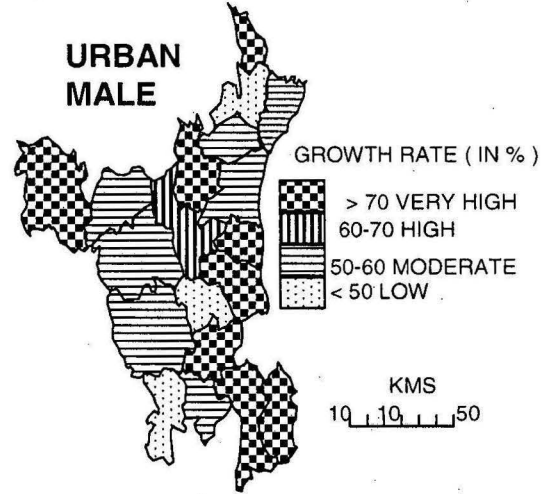 URBAN
MALE
GROWTH RATE ( IN % )
> 70 VERY HIGH
60-70 HIGH
50-60 MODERATE
< 50 LOW
KMS
10 10 50